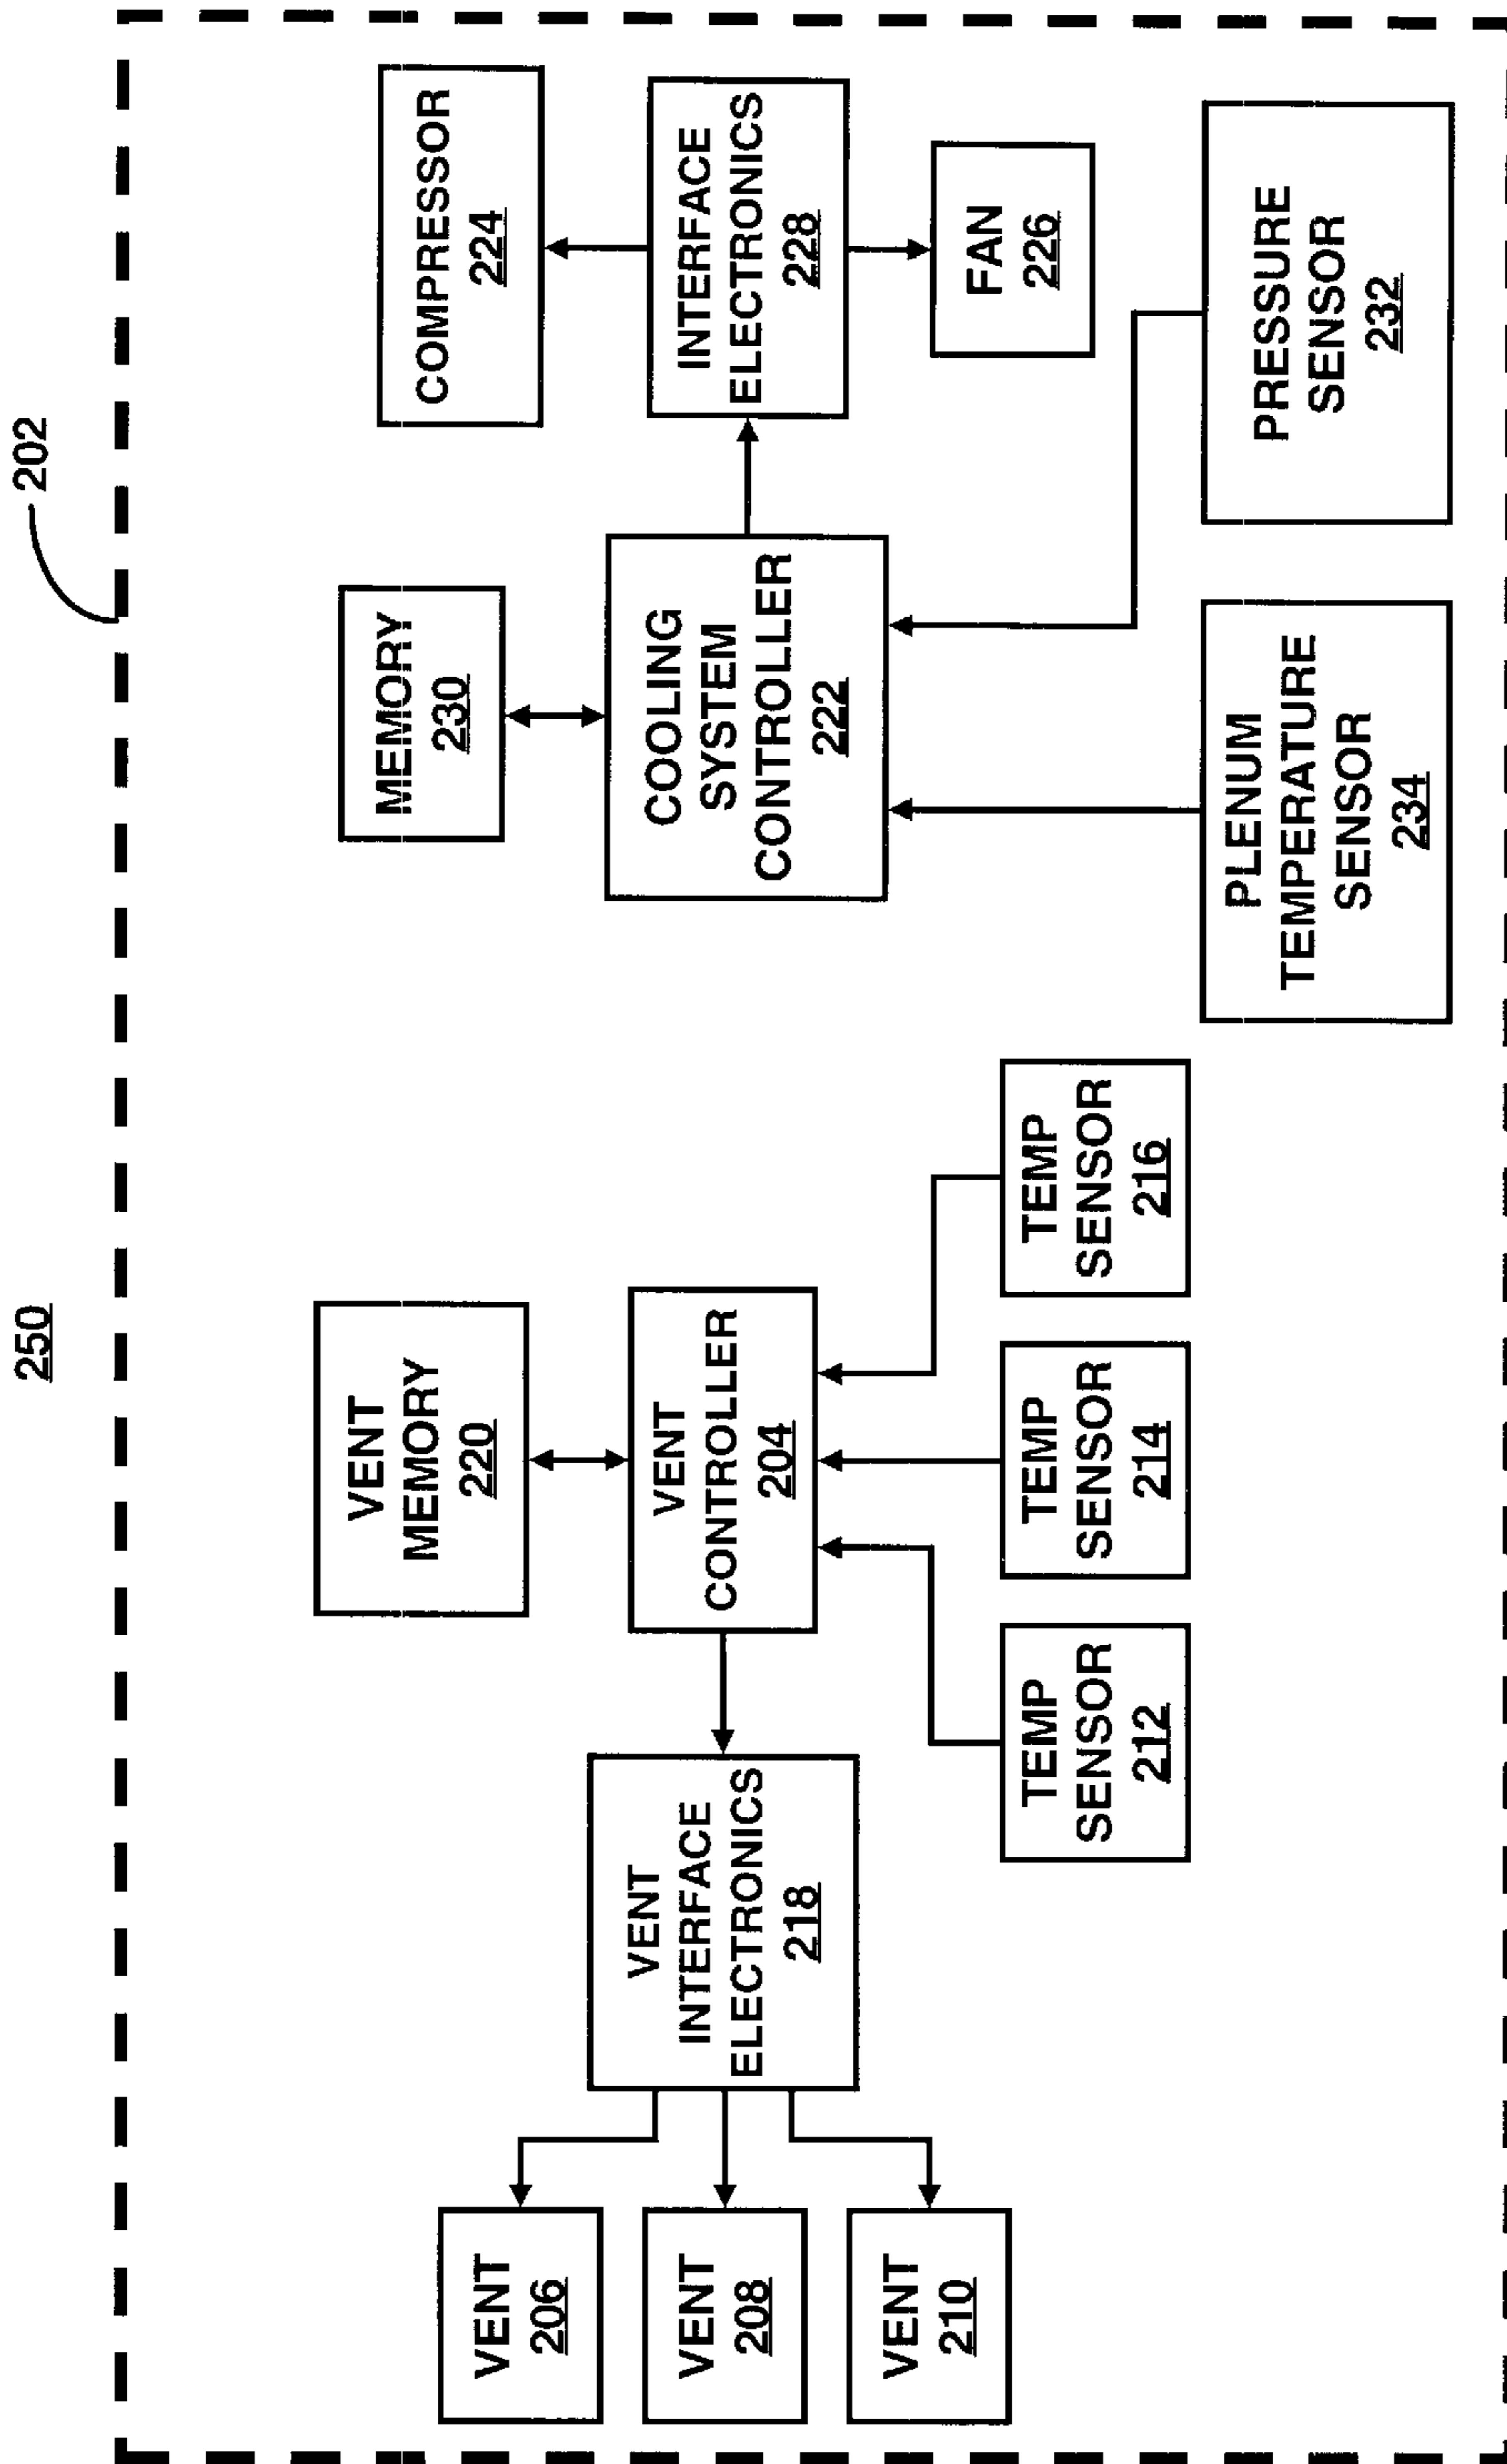 250
202
VENT
206
VENT
208
VENT
210
VENT
INTERFACE
ELECTRONICS
218
VENT
MEMORY
220
VENT
CONTROLLER
204
TEMP
SENSOR
212
TEMP
SENSOR
214
TEMP
SENSOR
216
MEMORY
230
COOLING
SYSTEM
CONTROLLER
222
COMPRESSOR
224
INTERFACE
ELECTRONICS
228
FAN
226
PLENUM
TEMPERATURE
SENSOR
234
PRESSURE
SENSOR
232